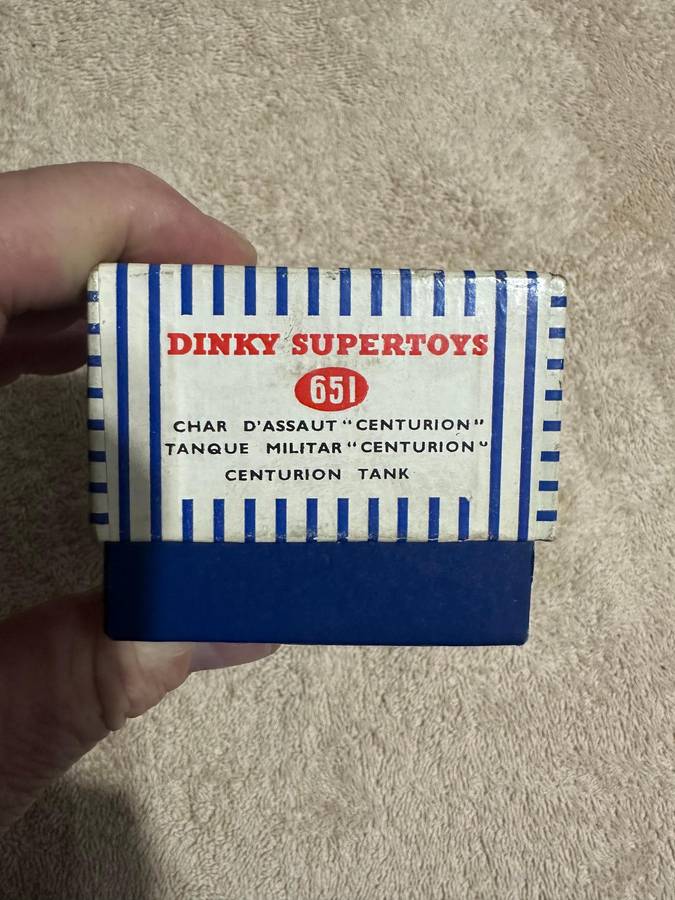 DINKY SUPERTOYS
651
CHAR D'ASSAUT "CENTURION"
TANQUE MILITAR "CENTURION"
CENTURION TANK